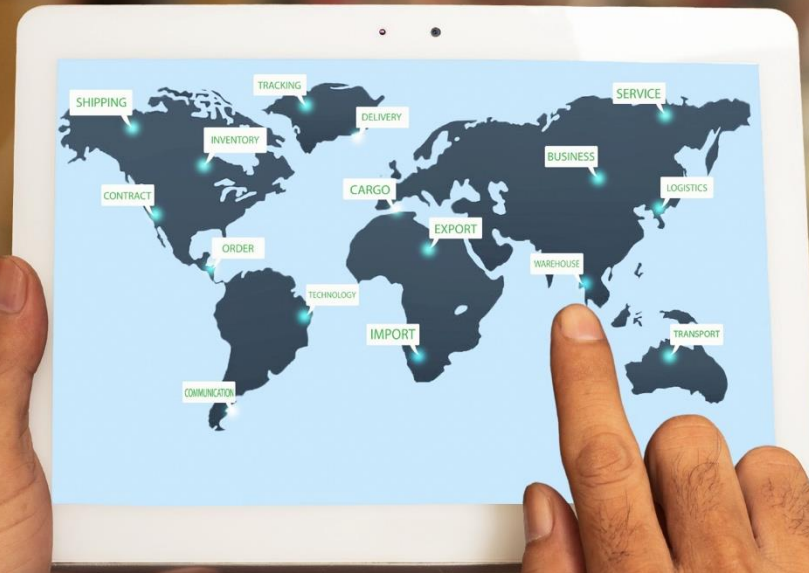 TRACKING
SHIPPING
SERVICE
DELIVERY
INVENTORY
BUSINESS
CONTRACT
CARGO
LOGISTICS
EXPORT
ORDER
WAREHOUSE
TECHNOLOGY
IMPORT
TRANSPORT
COMMUNICATION